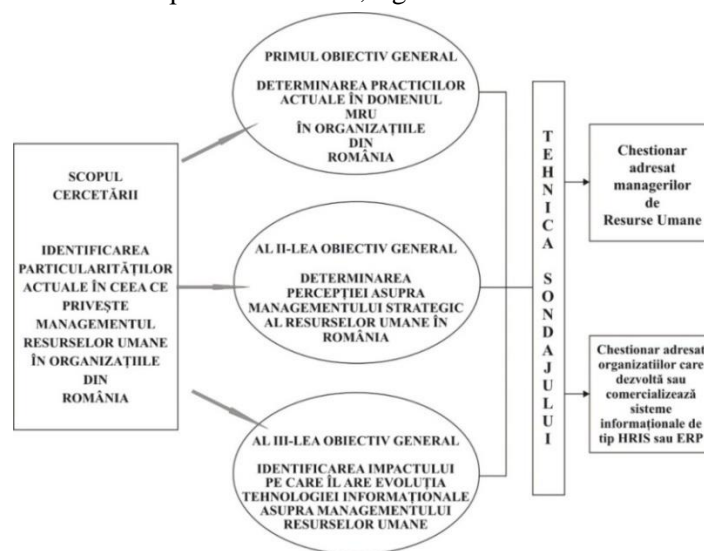 PRIMUL OBIECTIV GENERAL
DETERMINAREA PRACTICILOR
ACTUALE ÎN DOMENIUL
MRU
ÎN ORGANIZAȚIILE
DIN
ROMÂNIA
SCOPUL
CERCETĂRII
IDENTIFICAREA
PARTICULARITĂȚILOR
ACTUALE ÎN CEEA CE
PRIVEȘTE
MANAGEMENTUL
RESURSELOR UMANE
ÎN ORGANIZAȚIILE
DIN
ROMÂNIA
AL II-LEA OBIECTIV GENERAL
DETERMINAREA
PERCEPȚIEI ASUPRA
MANAGEMENTULUI STRATEGIC
AL RESURSELOR UMANE ÎN
ROMÂNIA
AL III-LEA OBIECTIV GENERAL
IDENTIFICAREA IMPACTULUI
PE CARE ÎL ARE EVOLUȚIA
TEHNOLOGIEI INFORMAȚIONALE
ASUPRA MANAGEMENTULUI
RESURSELOR UMANE
TEHNICA SONDAJULUI
Chestionar
adresat
managerilor
de
Resurse Umane
Chestionar adresat
organizatiilor care
dezvoltă sau
comercializează
sisteme
informaționale de
tip HRIS sau ERP